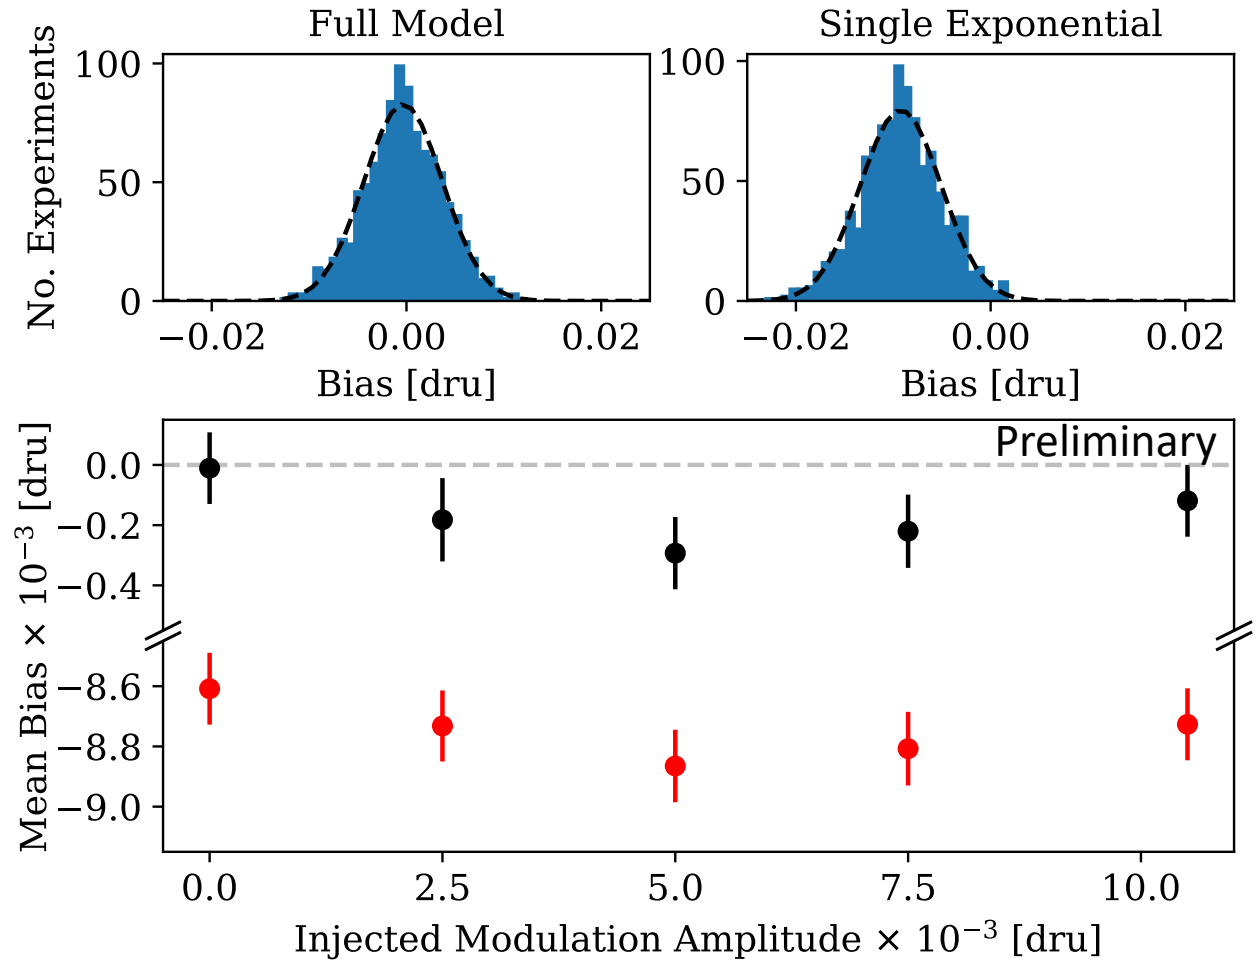 Full Model
Single Exponential
No. Experiments
100
50
0
−0.02
0.00
0.02
Bias [dru]
100
50
0
−0.02
0.00
0.02
Bias [dru]
Preliminary
Mean Bias × 10⁻³ [dru]
0.0
−0.2
−0.4
−8.6
−8.8
−9.0
0.0
2.5
5.0
7.5
10.0
Injected Modulation Amplitude × 10⁻³ [dru]